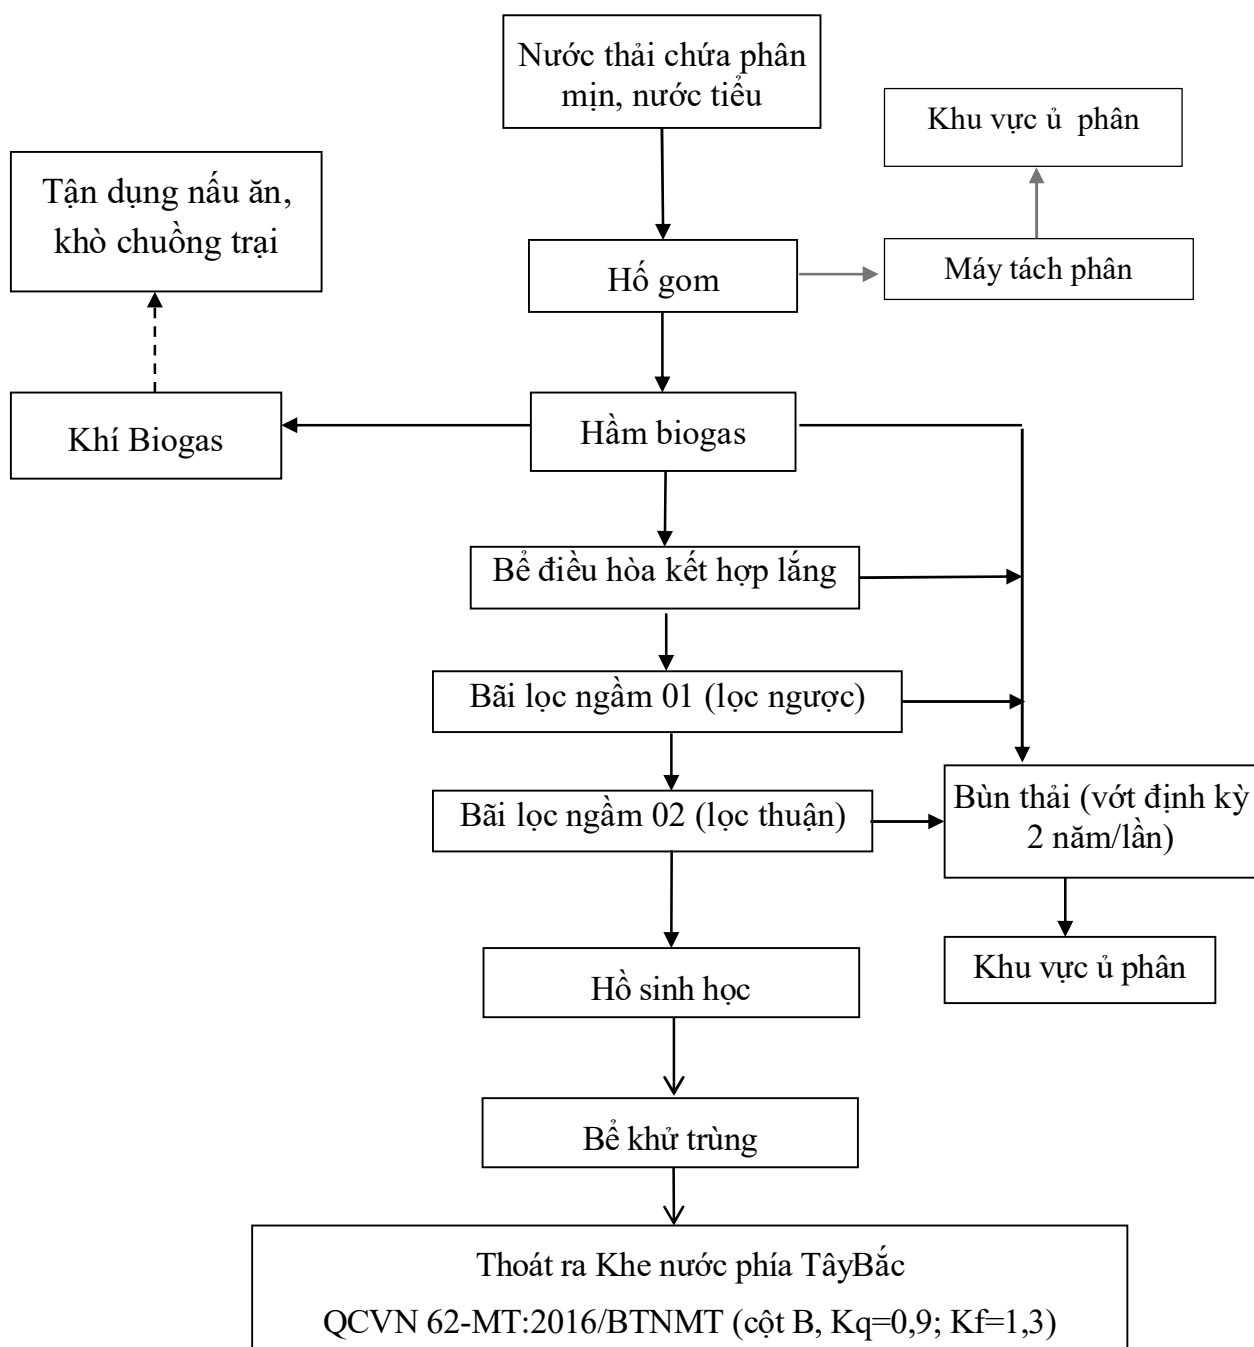 Nước thải chứa phân
mịn, nước tiểu
Khu vực ủ phân
Tận dụng nấu ăn,
khò chuồng trại
Hố gom
Máy tách phân
Khí Biogas
Hầm biogas
Bể điều hòa kết hợp lắng
Bãi lọc ngầm 01 (lọc ngược)
Bãi lọc ngầm 02 (lọc thuận)
Bùn thải (vớt định kỳ
2 năm/lần)
Khu vực ủ phân
Hồ sinh học
Bể khử trùng
Thoát ra Khe nước phía TâyBắc
QCVN 62-MT:2016/BTNMT (cột B, Kq=0,9; Kf=1,3)